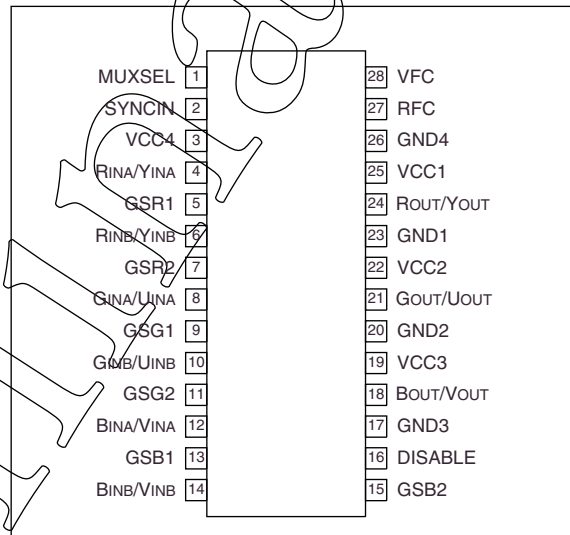 MUXSEL 1 28 VFC
SYNCIN 2 27 RFC
VCC4 3 26 GND4
RINA/YINA 4 25 VCC1
GSR1 5 24 ROUT/YOUT
RINB/YINB 6 23 GND1
GSR2 7 22 VCC2
GINA/UINA 8 21 GOUT/UOUT
GSG1 9 20 GND2
GINB/UINB 10 19 VCC3
GSG2 11 18 BOUT/VOUT
BINA/VINA 12 17 GND3
GSB1 13 16 DISABLE
BINB/VINB 14 15 GSB2